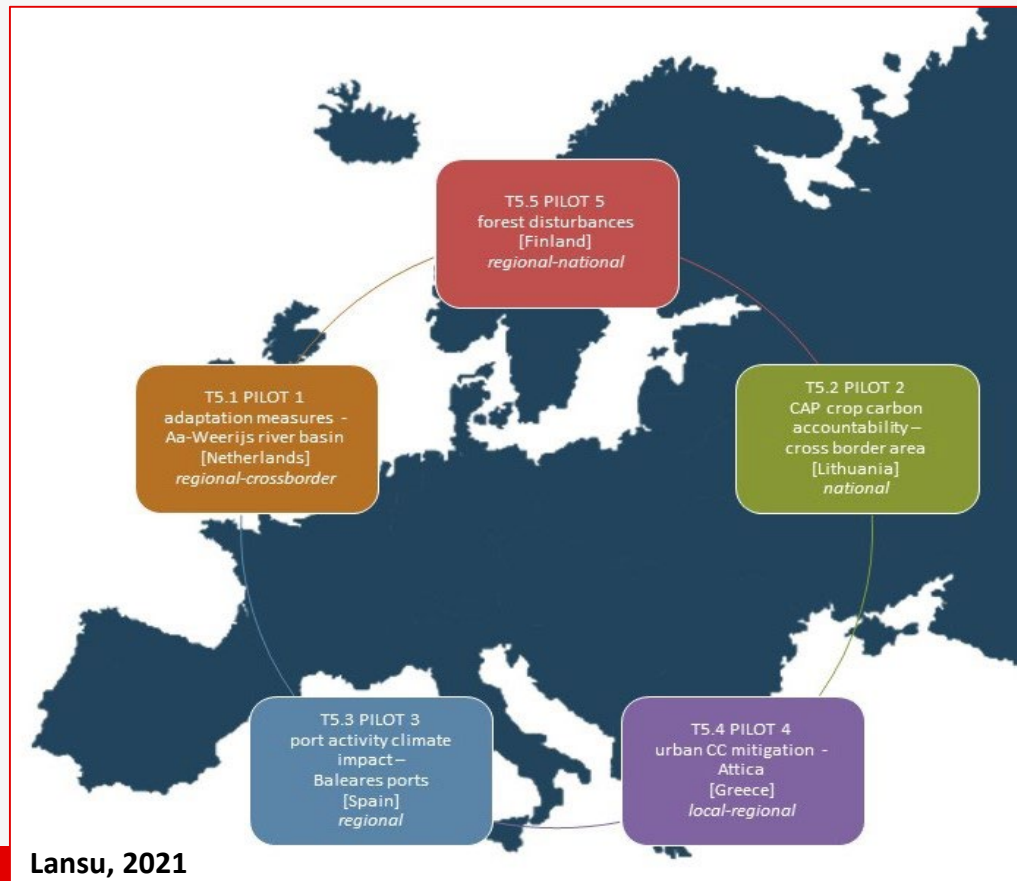 T5.5 PILOT 5
forest disturbances
[Finland]
regional-national
T5.1 PILOT 1
adaptation measures -
Aa-Weerijs river basin
[Netherlands]
regional-crossborder
T5.2 PILOT 2
CAP crop carbon
accountability –
cross border area
[Lithuania]
national
T5.3 PILOT 3
port activity climate
impact –
Baleares ports
[Spain]
regional
T5.4 PILOT 4
urban CC mitigation -
Attica
[Greece]
local-regional
Lansu, 2021